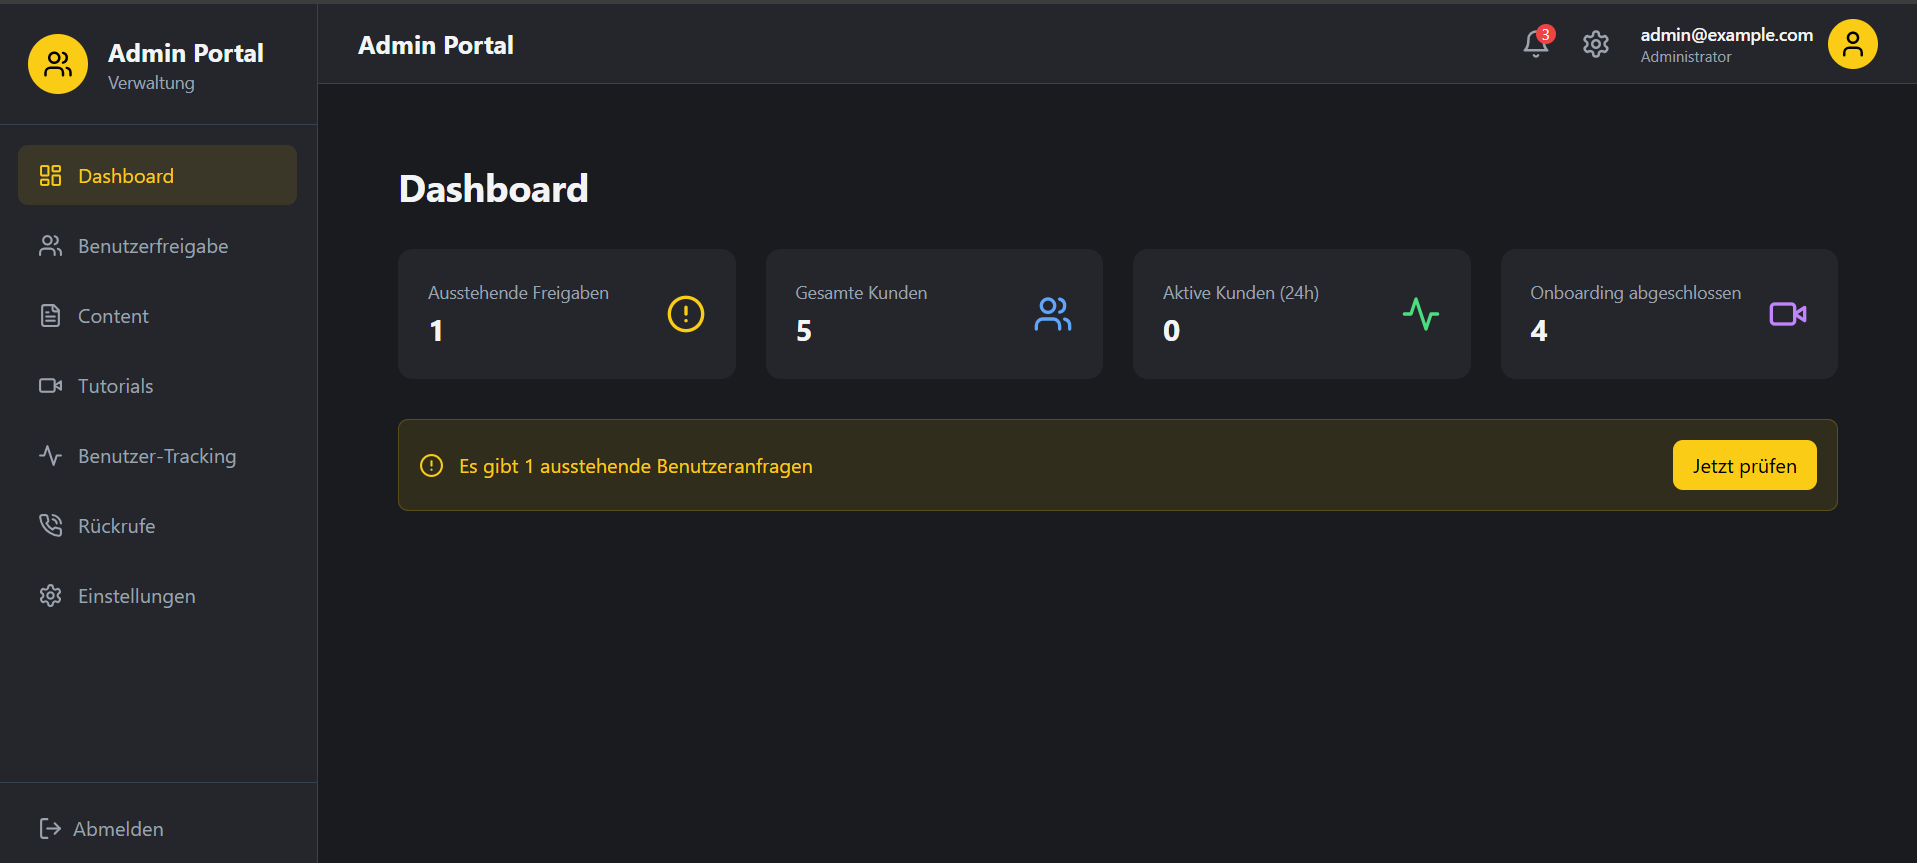 Admin Portal
Verwaltung
Dashboard
Benutzerfreigabe
Content
Tutorials
Benutzer-Tracking
Rückrufe
Einstellungen
Abmelden
Admin Portal
3
admin@example.com
Administrator
Dashboard
Ausstehende Freigaben
1
Gesamte Kunden
5
Aktive Kunden (24h)
0
Onboarding abgeschlossen
4
Es gibt 1 ausstehende Benutzeranfragen
Jetzt prüfen